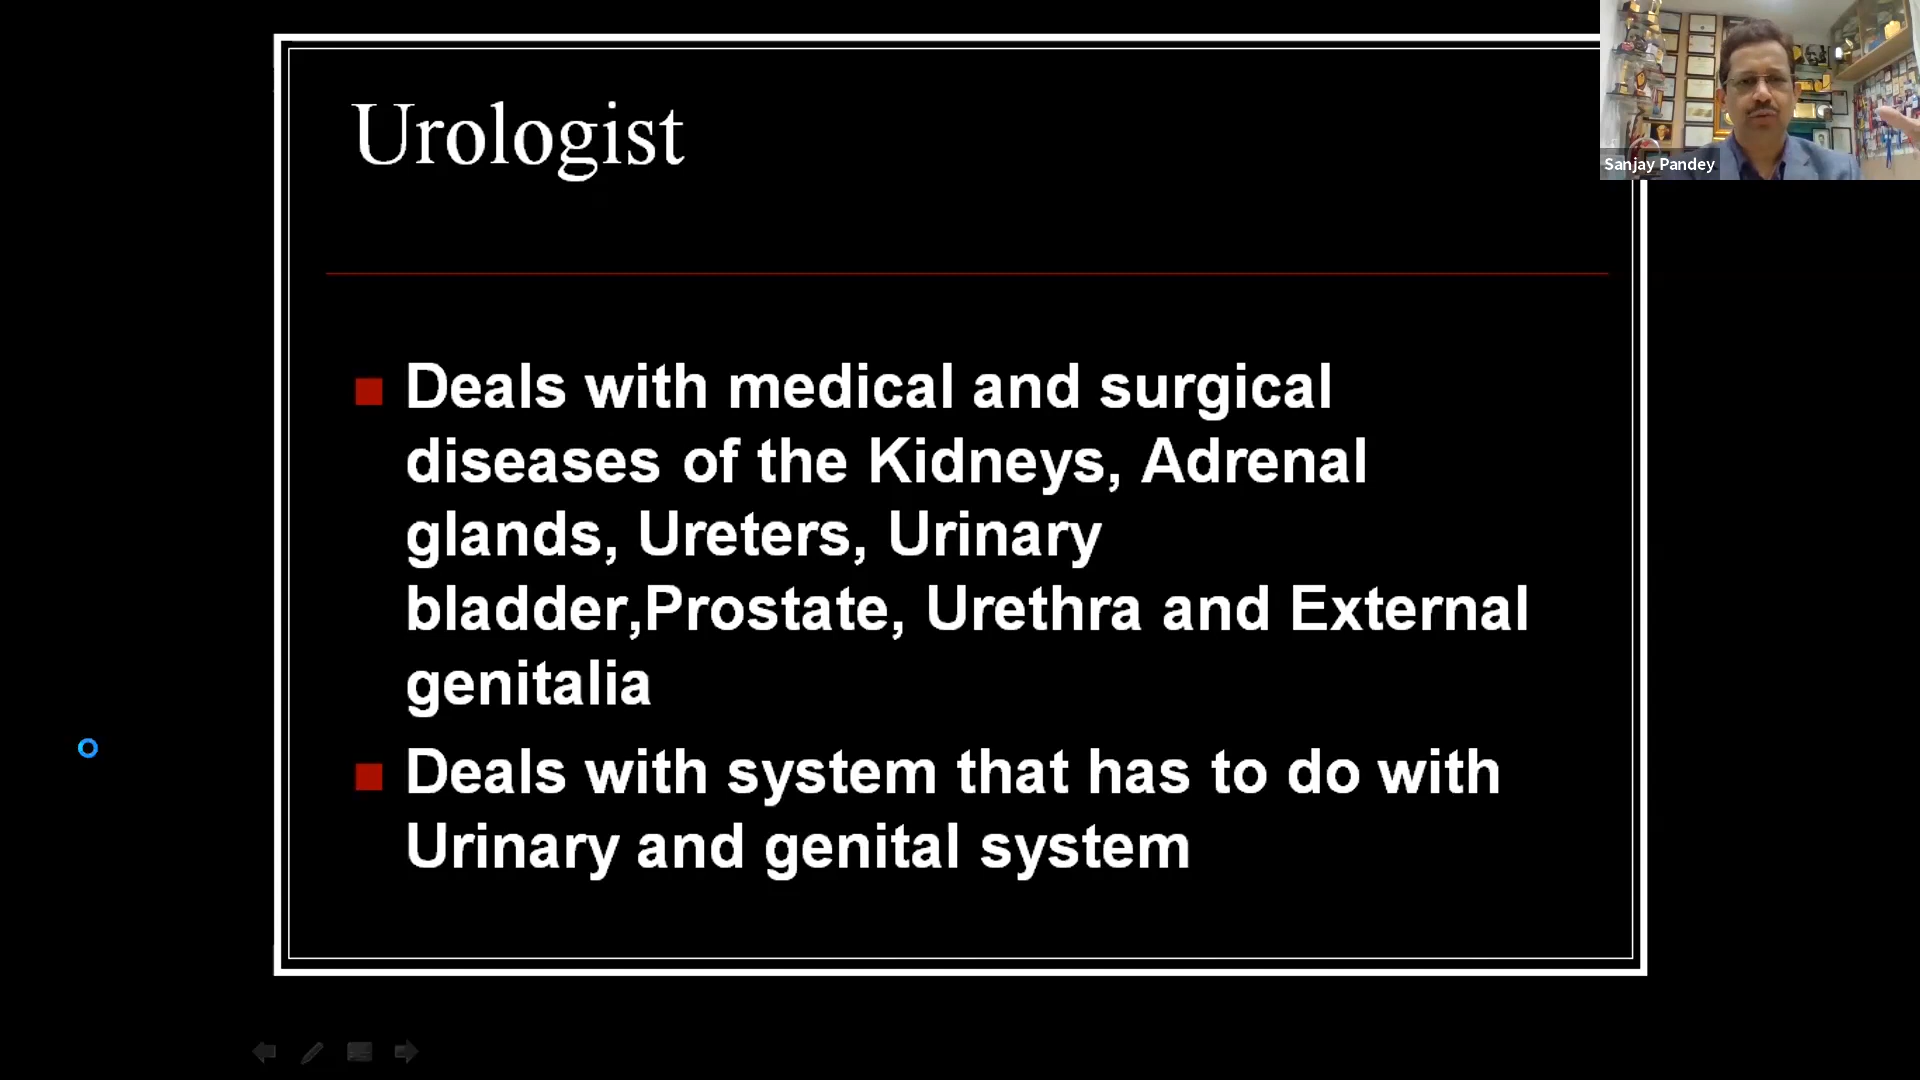 Urologist
Sanjay Pandey
Deals with medical and surgical
diseases of the Kidneys, Adrenal
glands, Ureters, Urinary
bladder,Prostate, Urethra and External
genitalia
Deals with system that has to do with
Urinary and genital system